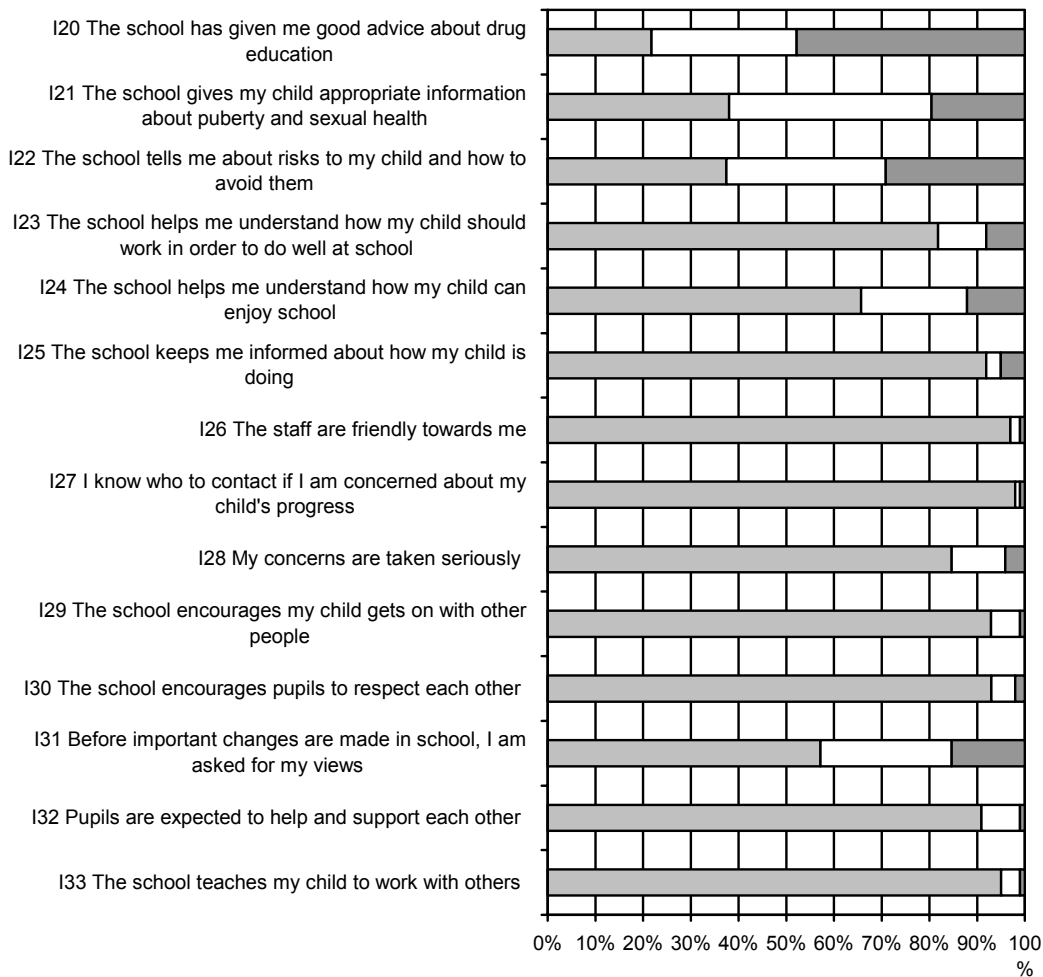 I20 The school has given me good advice about drug
education
I21 The school gives my child appropriate information
about puberty and sexual health
I22 The school tells me about risks to my child and how to
avoid them
I23 The school helps me understand how my child should
work in order to do well at school
I24 The school helps me understand how my child can
enjoy school
I25 The school keeps me informed about how my child is
doing
I26 The staff are friendly towards me
I27 I know who to contact if I am concerned about my
child's progress
I28 My concerns are taken seriously
I29 The school encourages my child gets on with other
people
I30 The school encourages pupils to respect each other
I31 Before important changes are made in school, I am
asked for my views
I32 Pupils are expected to help and support each other
I33 The school teaches my child to work with others
0% 10% 20% 30% 40% 50% 60% 70% 80% 90% 100
%